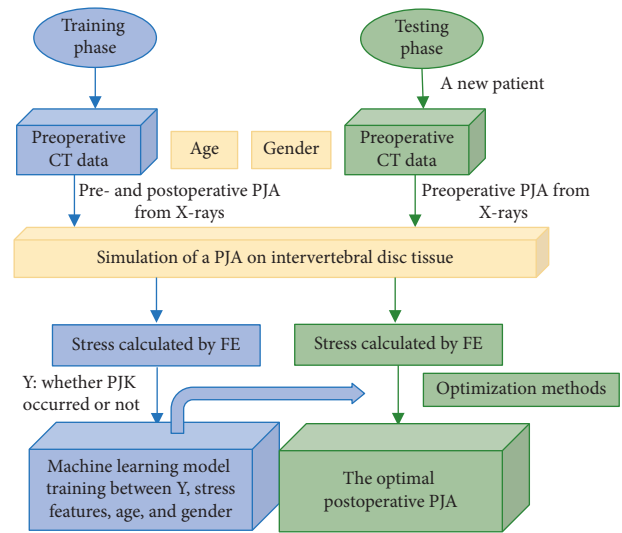 Training
phase
Testing
phase
A new patient
Preoperative
CT data
Age
Gender
Preoperative
CT data
Pre- and postoperative PJA
from X-rays
Preoperative PJA from
X-rays
Simulation of a PJA on intervertebral disc tissue
Stress calculated by FE
Stress calculated by FE
Y: whether PJK
occurred or not
Optimization methods
Machine learning model
training between Y, stress
features, age, and gender
The optimal
postoperative PJA